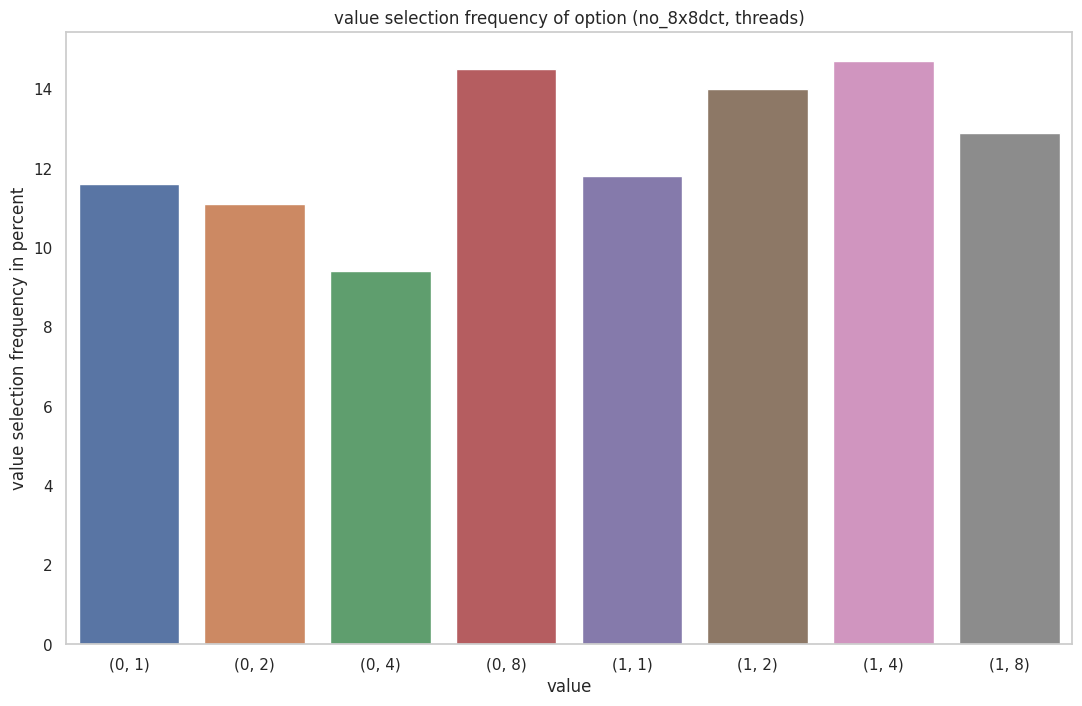 value selection frequency of option (no_8x8dct, threads)
value selection frequency in percent
14
12
10
8
6
4
2
0
(0, 1) (0, 2) (0, 4) (0, 8) (1, 1) (1, 2) (1, 4) (1, 8)
value